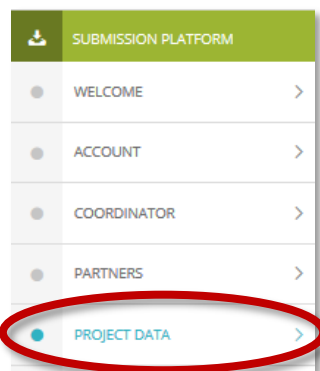 SUBMISSION PLATFORM
WELCOME
ACCOUNT
COORDINATOR
PARTNERS
PROJECT DATA